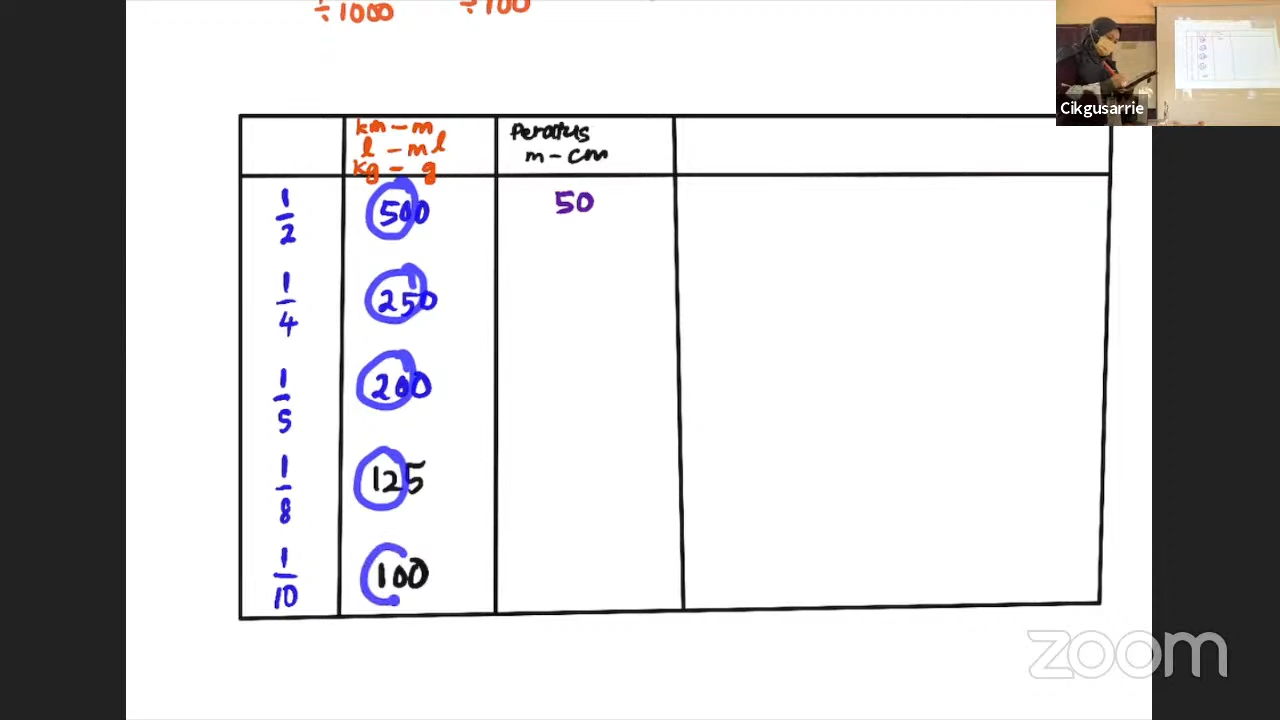 ÷1000 ÷100
Cikgusarrie
km – m
l – ml
kg – g
Peratus
m – cm
1/2 500 50
1/4 250
1/5 200
1/8 125
1/10 100
zoom